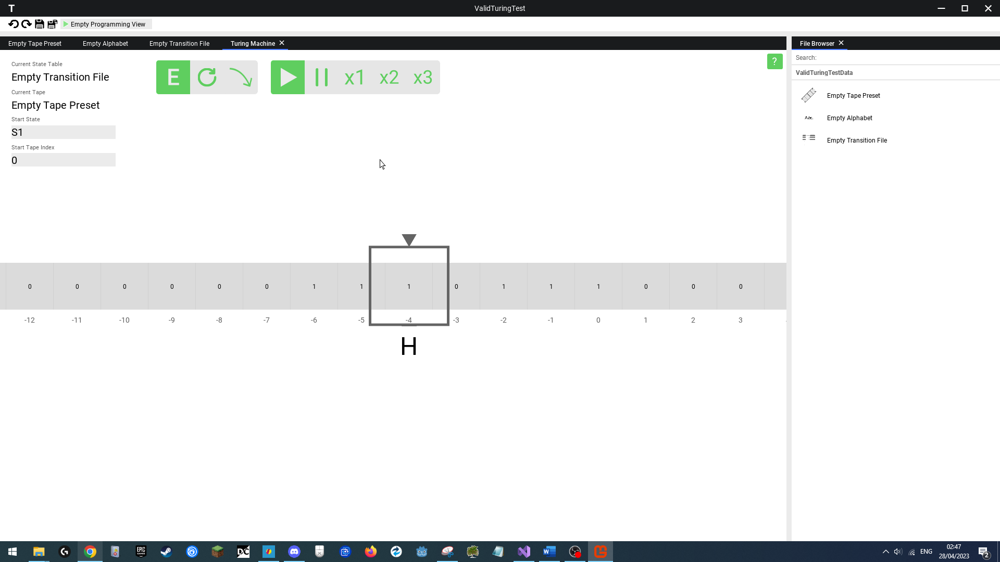 T
ValidTuringTest
Empty Programming View
Empty Tape Preset Empty Alphabet Empty Transition File Turing Machine
File Browser
Search:
ValidTuringTestData
Empty Tape Preset
Empty Alphabet
Empty Transition File
?
Current State Table
Empty Transition File
Current Tape
Empty Tape Preset
Start State
S1
Start Tape Index
0
E
x1 x2 x3
0 0 0 0 0 0 1 1 1 0 1 1 1 0 0 0
-12 -11 -10 -9 -8 -7 -6 -5 -4 -3 -2 -1 0 1 2 3
H
EPIC GAMES
DC
ENG
02:47
28/04/2023
2